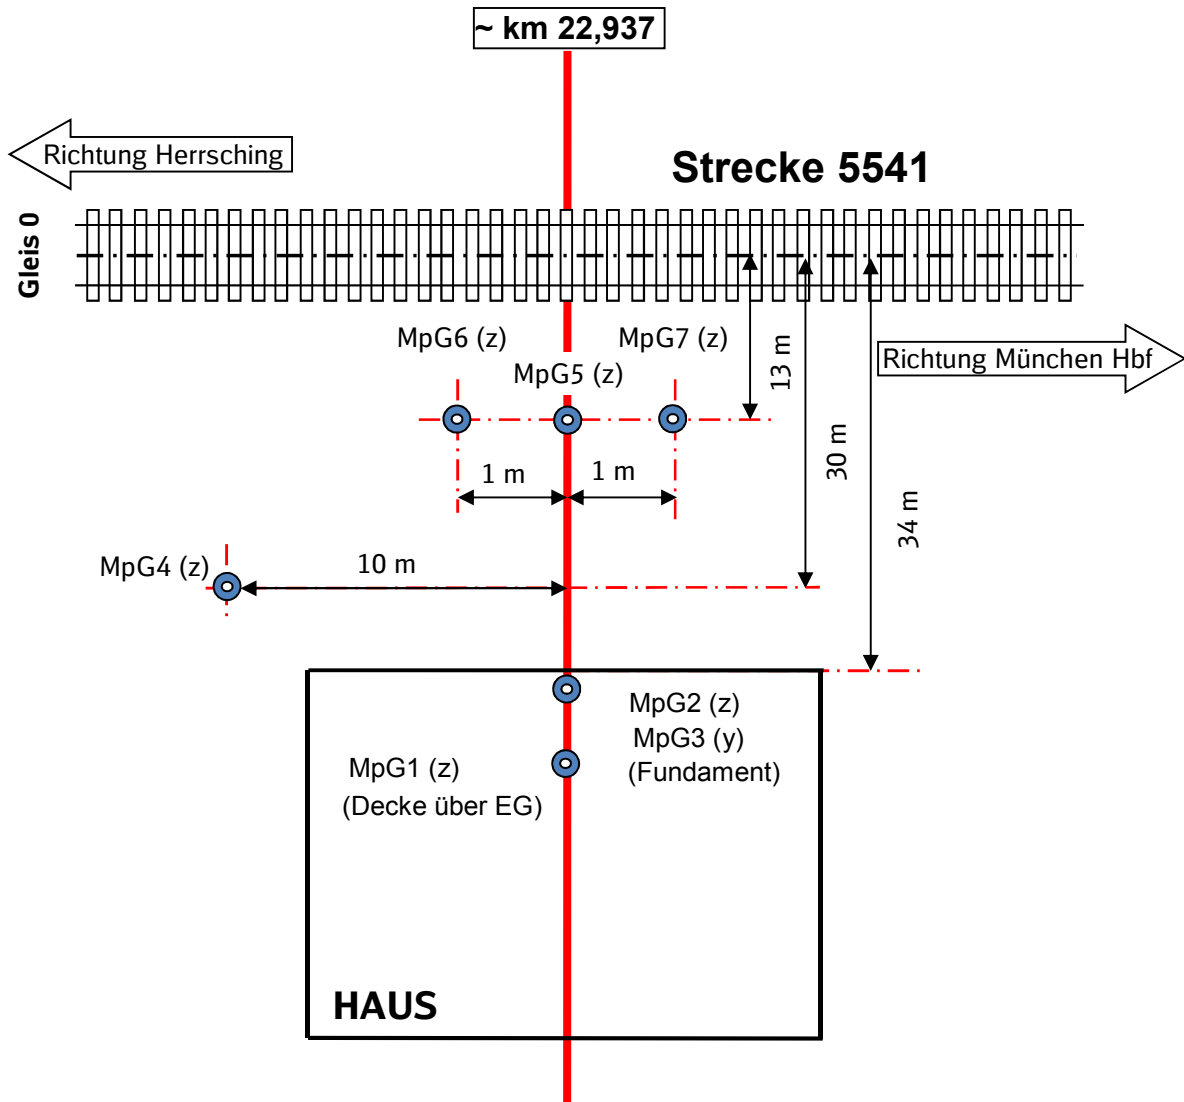 ~ km 22,937
Richtung Herrsching
Strecke 5541
Gleis 0
MpG6 (z)
MpG7 (z)
MpG5 (z)
13 m
Richtung München Hbf
1 m
1 m
30 m
34 m
MpG4 (z)
10 m
MpG2 (z)
MpG3 (y)
(Fundament)
MpG1 (z)
(Decke über EG)
HAUS